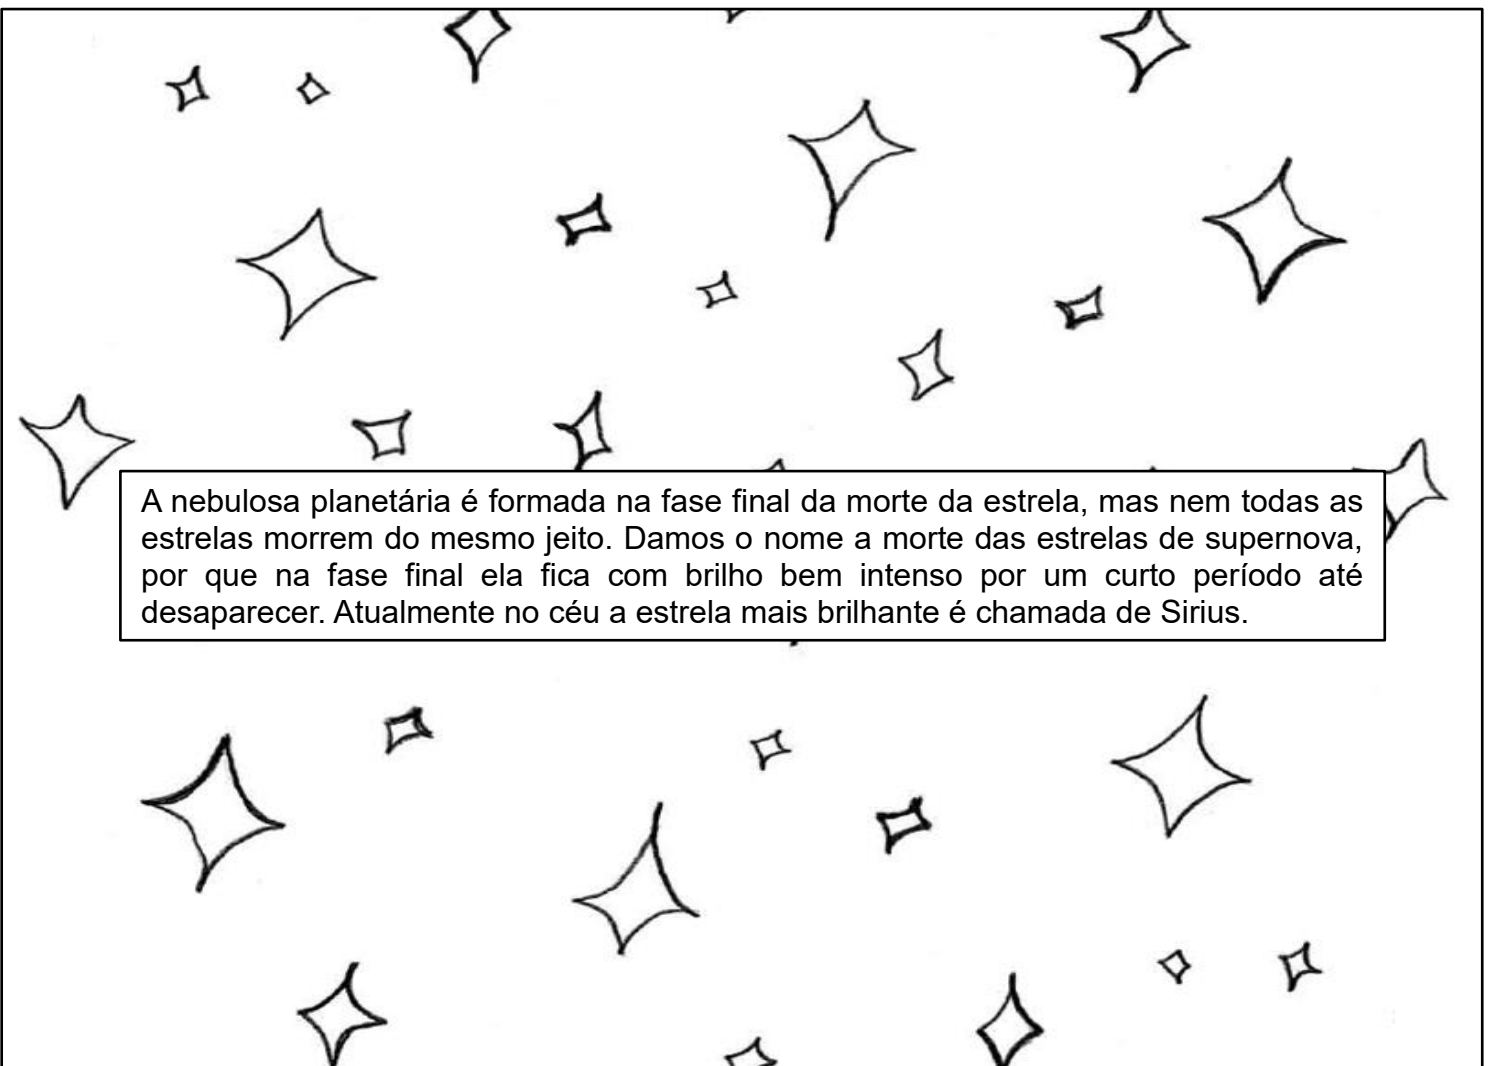 A nebulosa planetária é formada na fase final da morte da estrela, mas nem todas as
estrelas morrem do mesmo jeito. Damos o nome a morte das estrelas de supernova,
por que na fase final ela fica com brilho bem intenso por um curto período até
desaparecer. Atualmente no céu a estrela mais brilhante é chamada de Sirius.